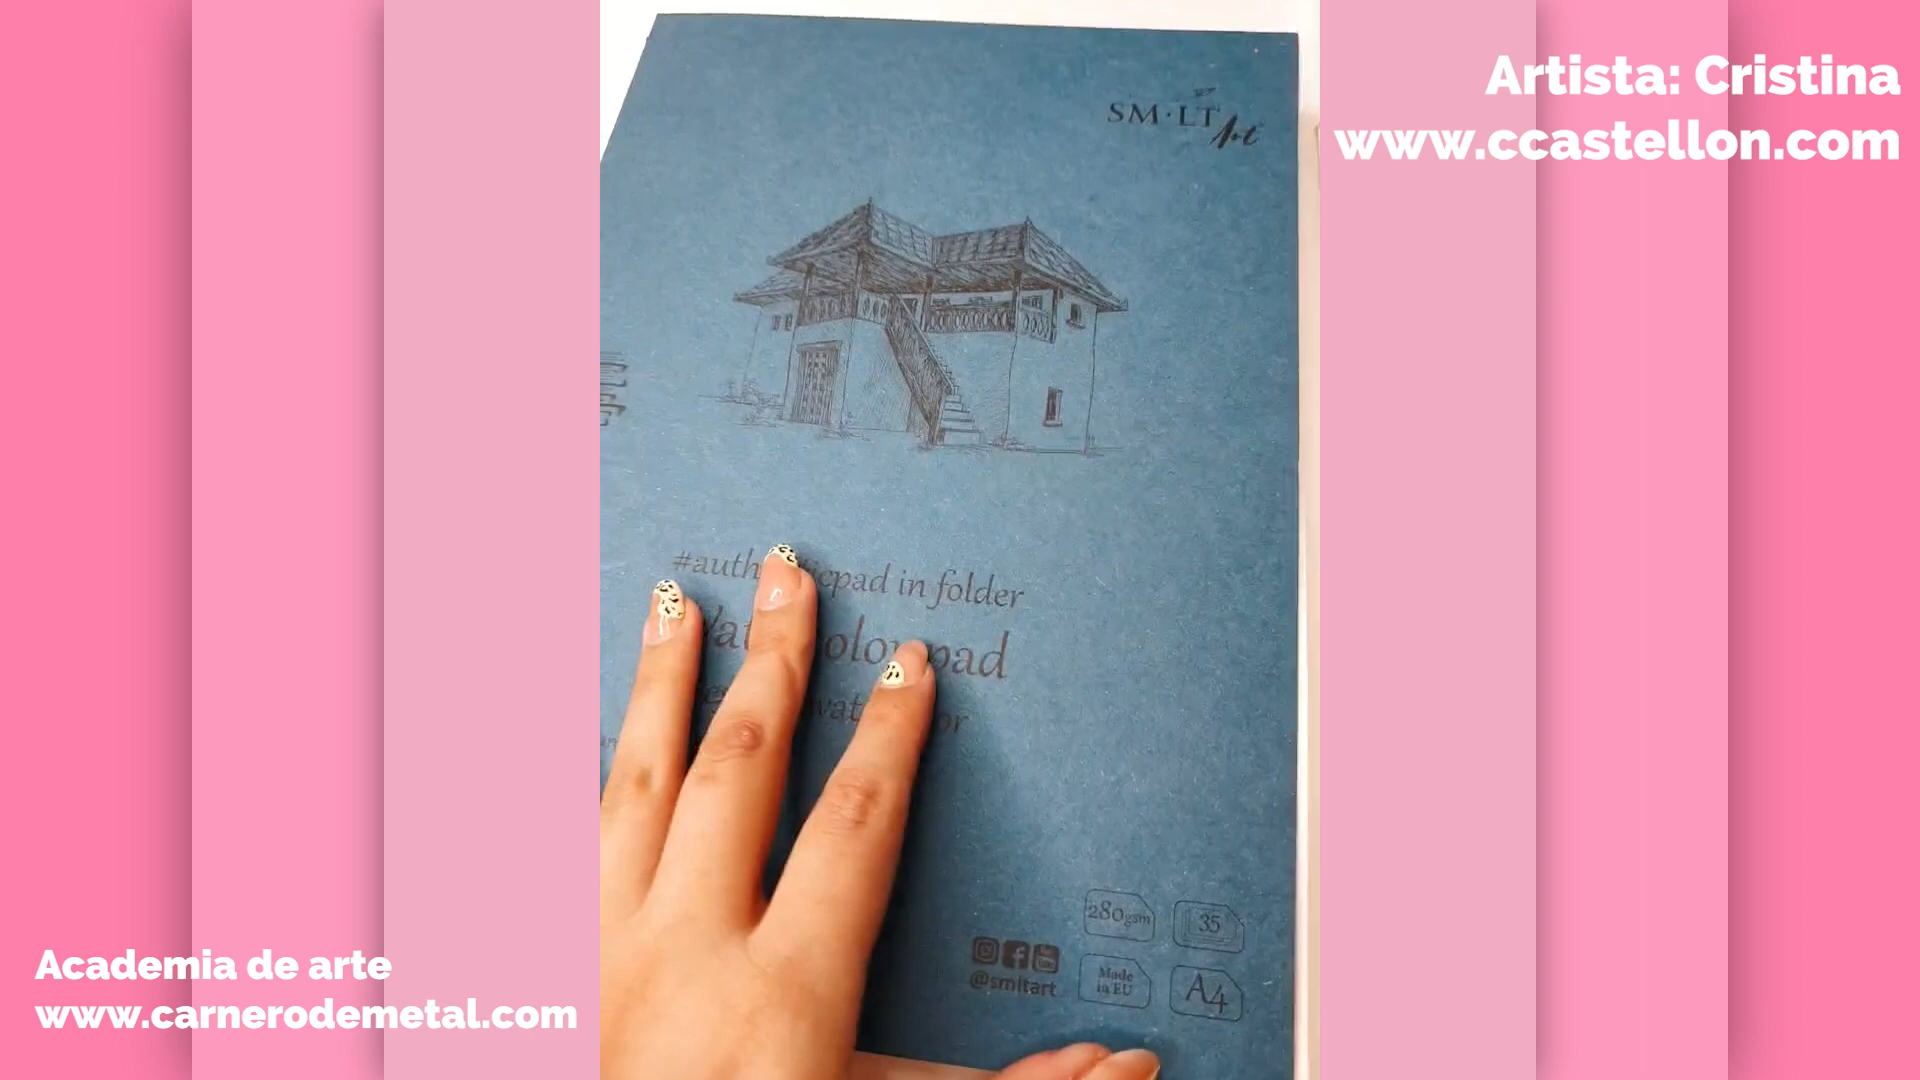 Artista: Cristina
www.ccastellon.com
SM·LT
Art
pad in folder
pad
280gsm
35
@smltart
Made
in EU
A4
Academia de arte
www.carnerodemetal.com